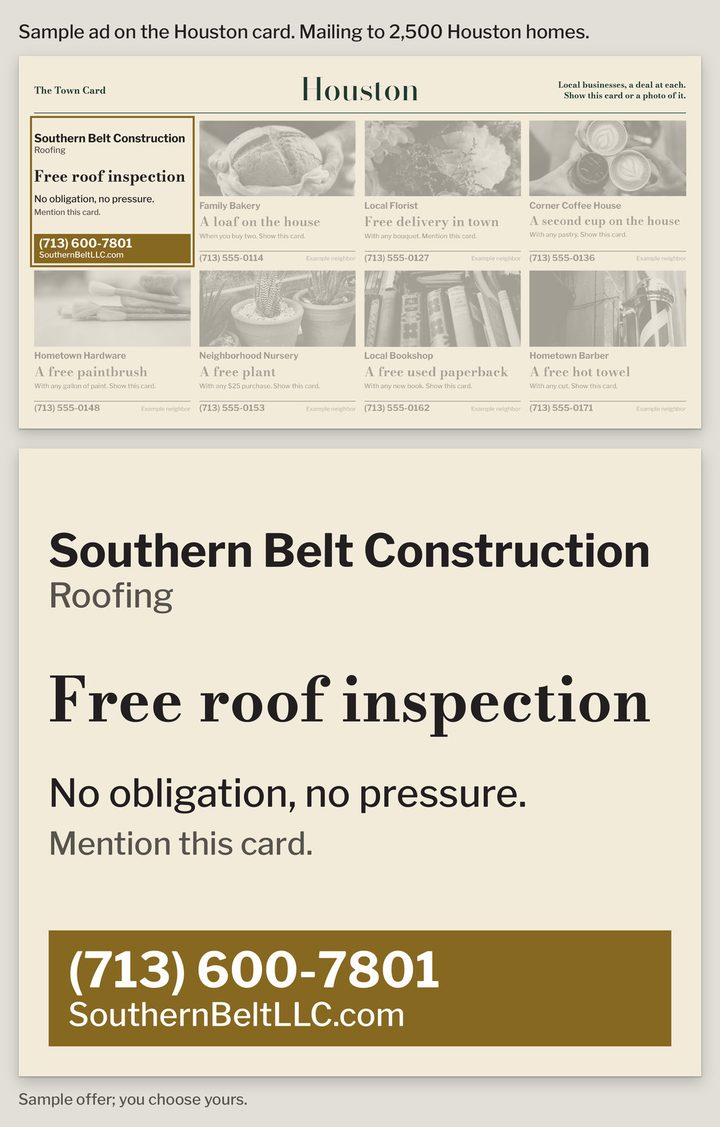 Sample ad on the Houston card. Mailing to 2,500 Houston homes.
The Town Card
Houston
Local businesses, a deal at each.
Show this card or a photo of it.
Southern Belt Construction
Roofing
Free roof inspection
No obligation, no pressure.
Mention this card.
(713) 600-7801
SouthernBeltLLC.com
Family Bakery
A loaf on the house
When you buy two. Show this card.
(713) 555-0114
Example neighbor
Local Florist
Free delivery in town
With any bouquet. Mention this card.
(713) 555-0127
Example neighbor
Corner Coffee House
A second cup on the house
With any pastry. Show this card.
(713) 555-0136
Example neighbor
Hometown Hardware
A free paintbrush
With any gallon of paint. Show this card.
(713) 555-0148
Example neighbor
Neighborhood Nursery
A free plant
With any $25 purchase. Show this card.
(713) 555-0153
Example neighbor
Local Bookshop
A free used paperback
With any new book. Show this card.
(713) 555-0162
Example neighbor
Hometown Barber
A free hot towel
With any cut. Show this card.
(713) 555-0171
Example neighbor
Southern Belt Construction
Roofing
Free roof inspection
No obligation, no pressure.
Mention this card.
(713) 600-7801
SouthernBeltLLC.com
Sample offer; you choose yours.